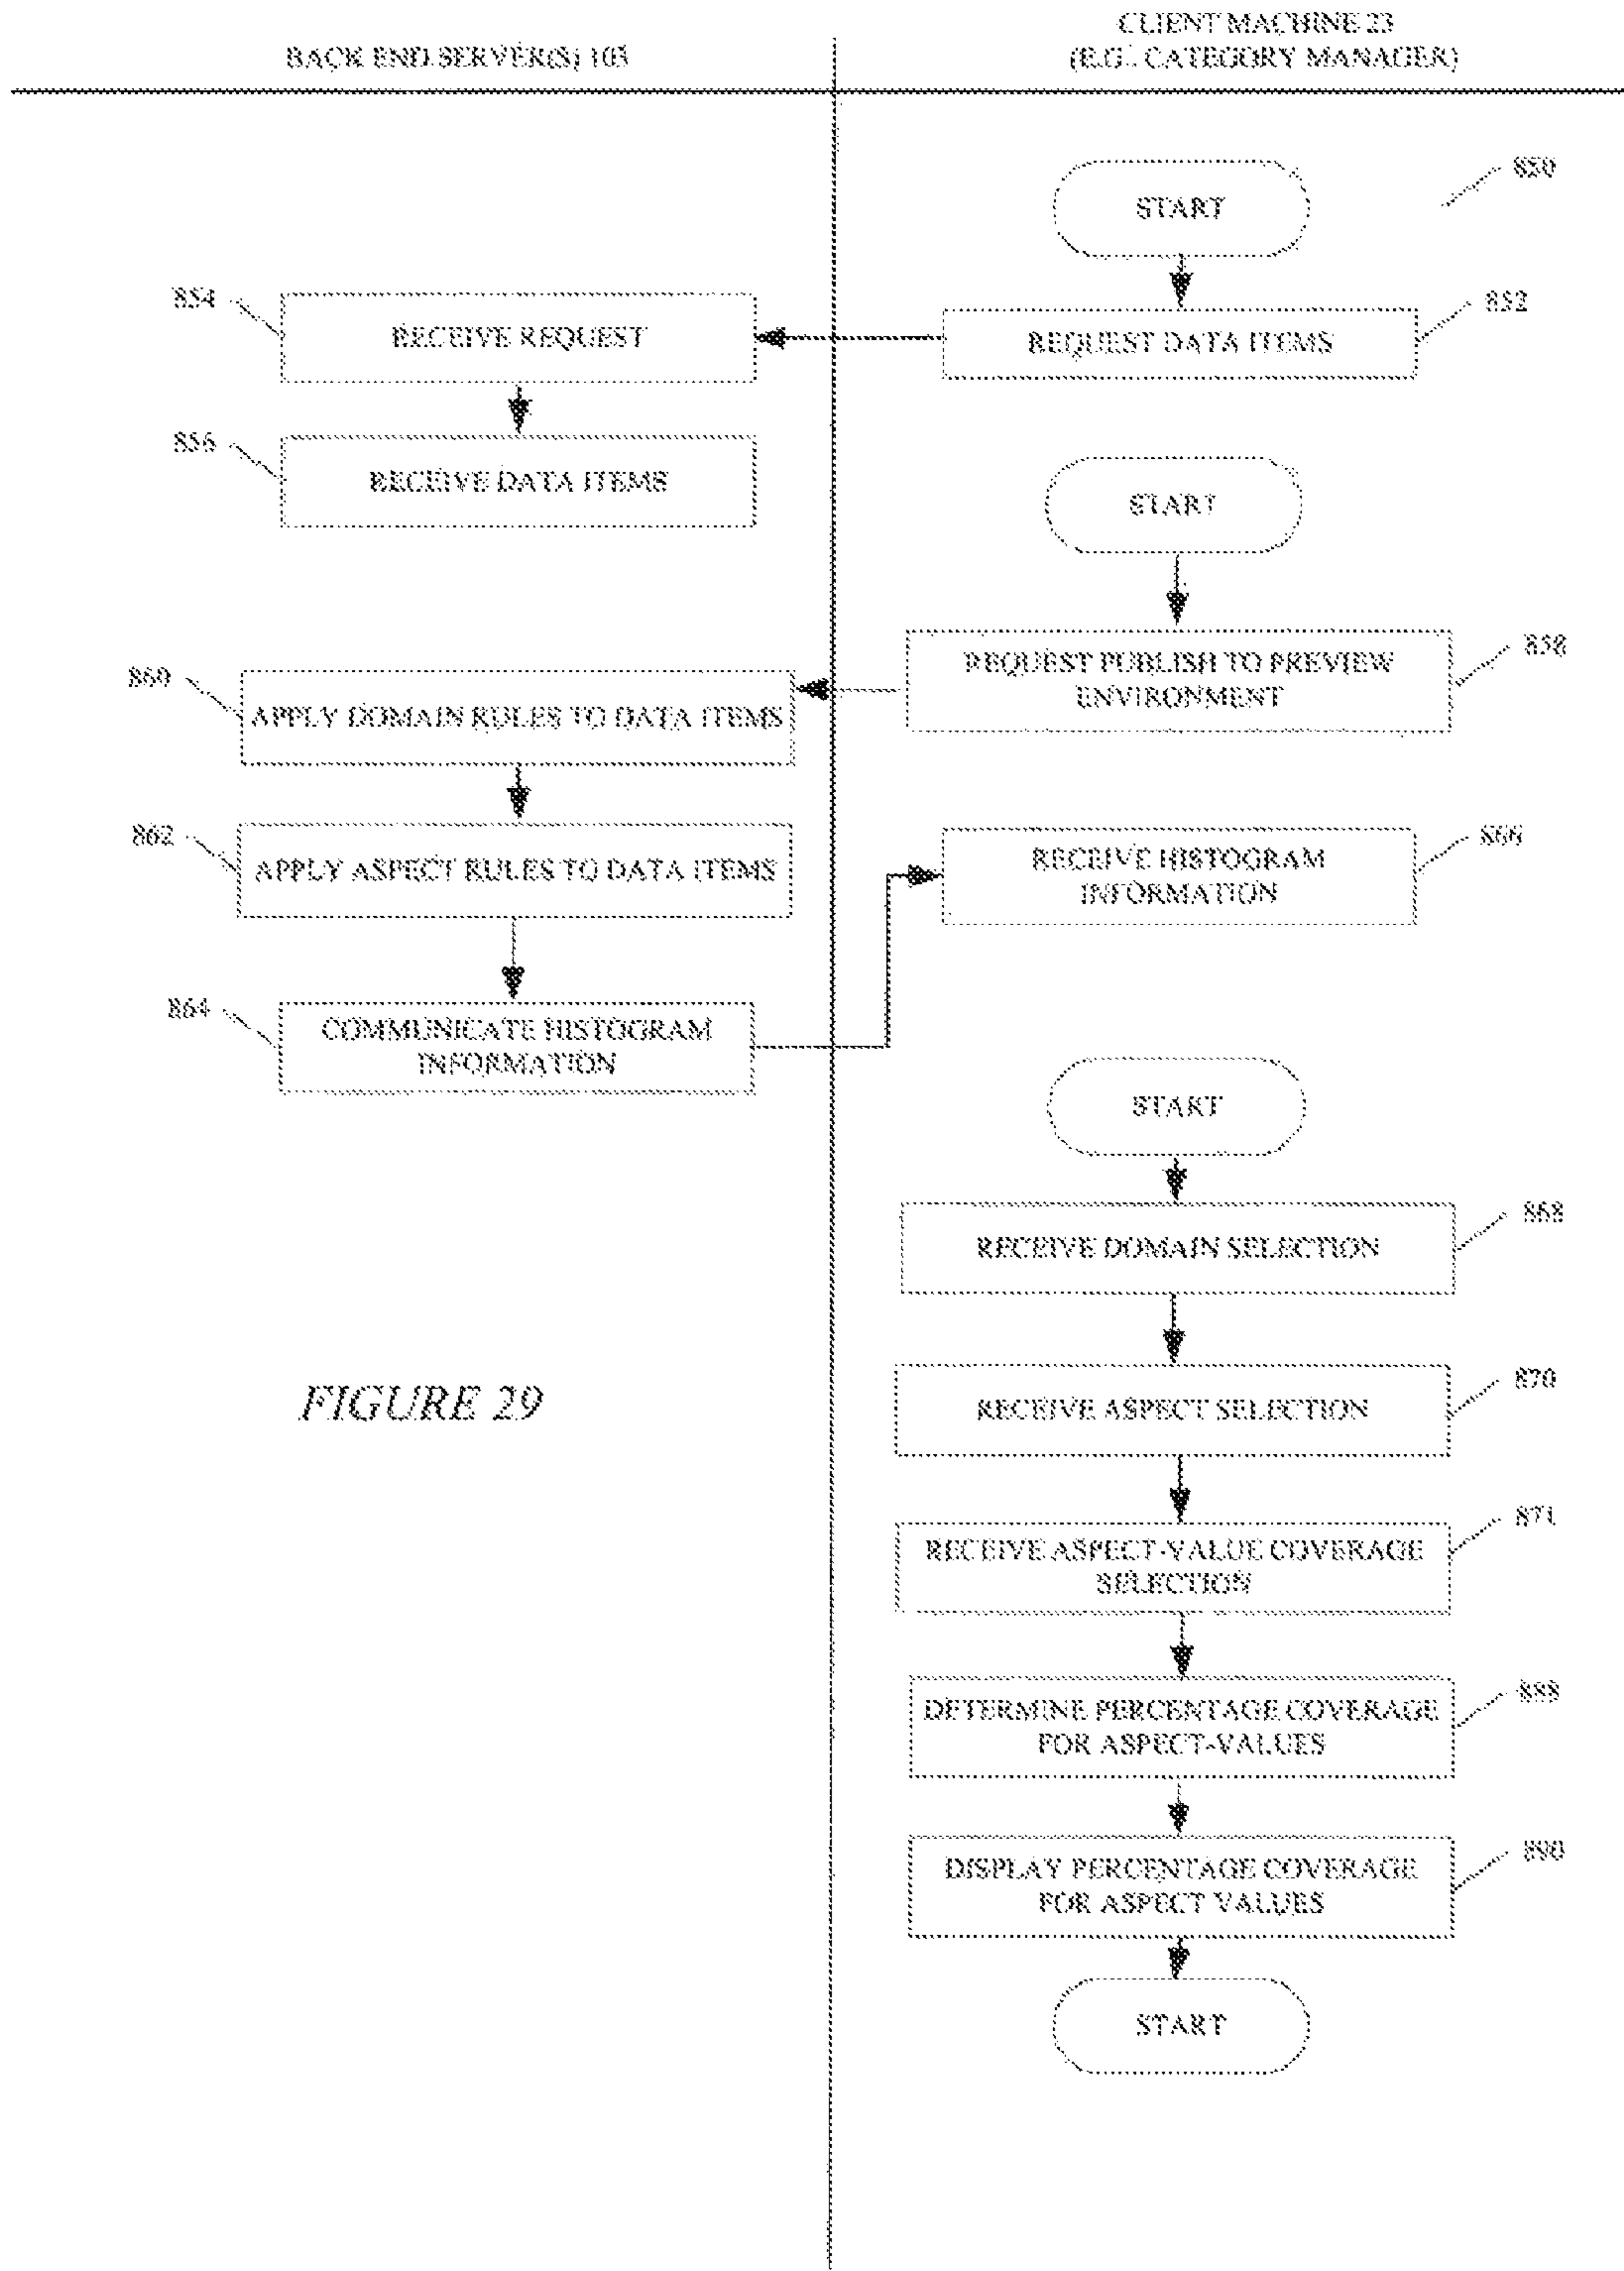 BACK END SERVER(S) 103
CLIENT MACHINE 23
(E.G., CATEGORY MANAGER)
START
850
854
RECEIVE REQUEST
REQUEST DATA ITEMS
852
856
RECEIVE DATA ITEMS
START
860
APPLY DOMAIN RULES TO DATA ITEMS
REQUEST PUBLISH TO PREVIEW
ENVIRONMENT
858
862
APPLY ASPECT RULES TO DATA ITEMS
RECEIVE HISTOGRAM
INFORMATION
866
864
COMMUNICATE HISTOGRAM
INFORMATION
START
RECEIVE DOMAIN SELECTION
868
FIGURE 29
RECEIVE ASPECT SELECTION
870
RECEIVE ASPECT-VALUE COVERAGE
SELECTION
871
DETERMINE PERCENTAGE COVERAGE
FOR ASPECT-VALUES
888
DISPLAY PERCENTAGE COVERAGE
FOR ASPECT VALUES
890
START